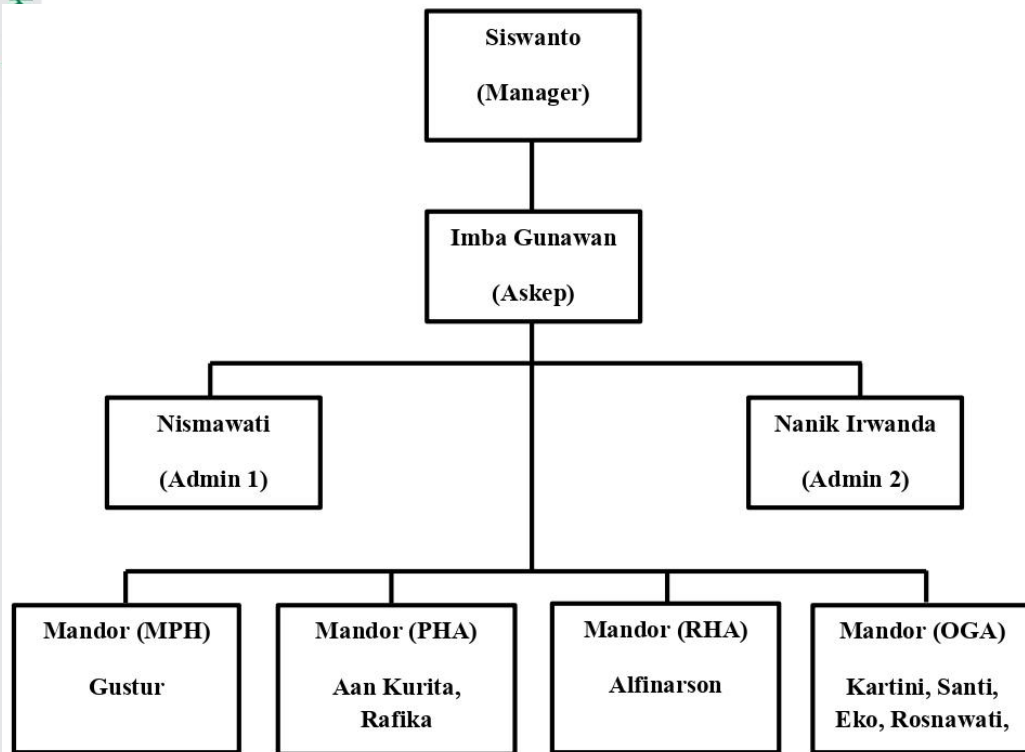 Siswanto
(Manager)
Imba Gunawan
(Askep)
Nismawati
(Admin 1)
Nanik Irwanda
(Admin 2)
Mandor (MPH)
Gustur
Mandor (PHA)
Aan Kurita,
Rafika
Mandor (RHA)
Alfinarson
Mandor (OGA)
Kartini, Santi,
Eko, Rosnawati,